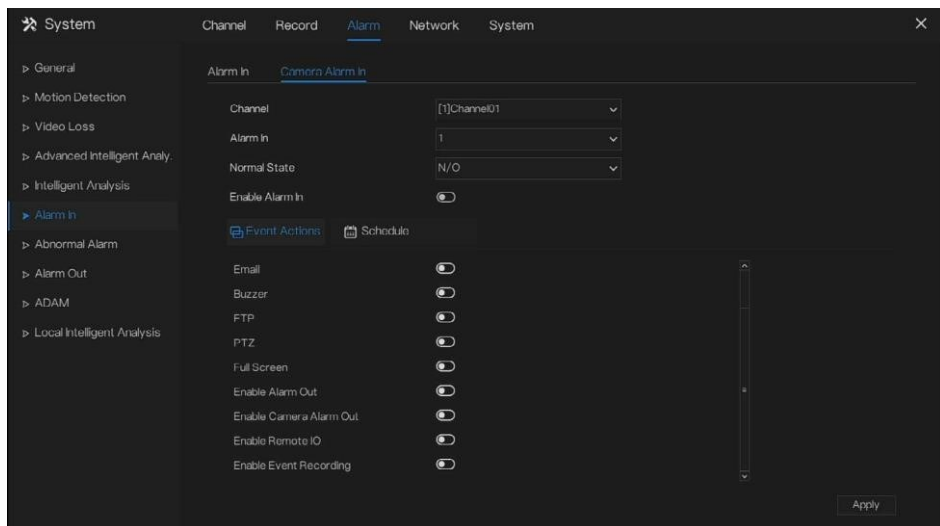 System Channel Record Alarm Network System
General
Motion Detection
Video Loss
Advanced Intelligent Analy.
Intelligent Analysis
Alarm In
Abnormal Alarm
Alarm Out
ADAM
Local Intelligent Analysis
Alarm In Camera Alarm In
Channel [1]Channel01
Alarm In 1
Normal State N/O
Enable Alarm In
Event Actions Schedule
Email
Buzzer
FTP
PTZ
Full Screen
Enable Alarm Out
Enable Camera Alarm Out
Enable Remote IO
Enable Event Recording
Apply